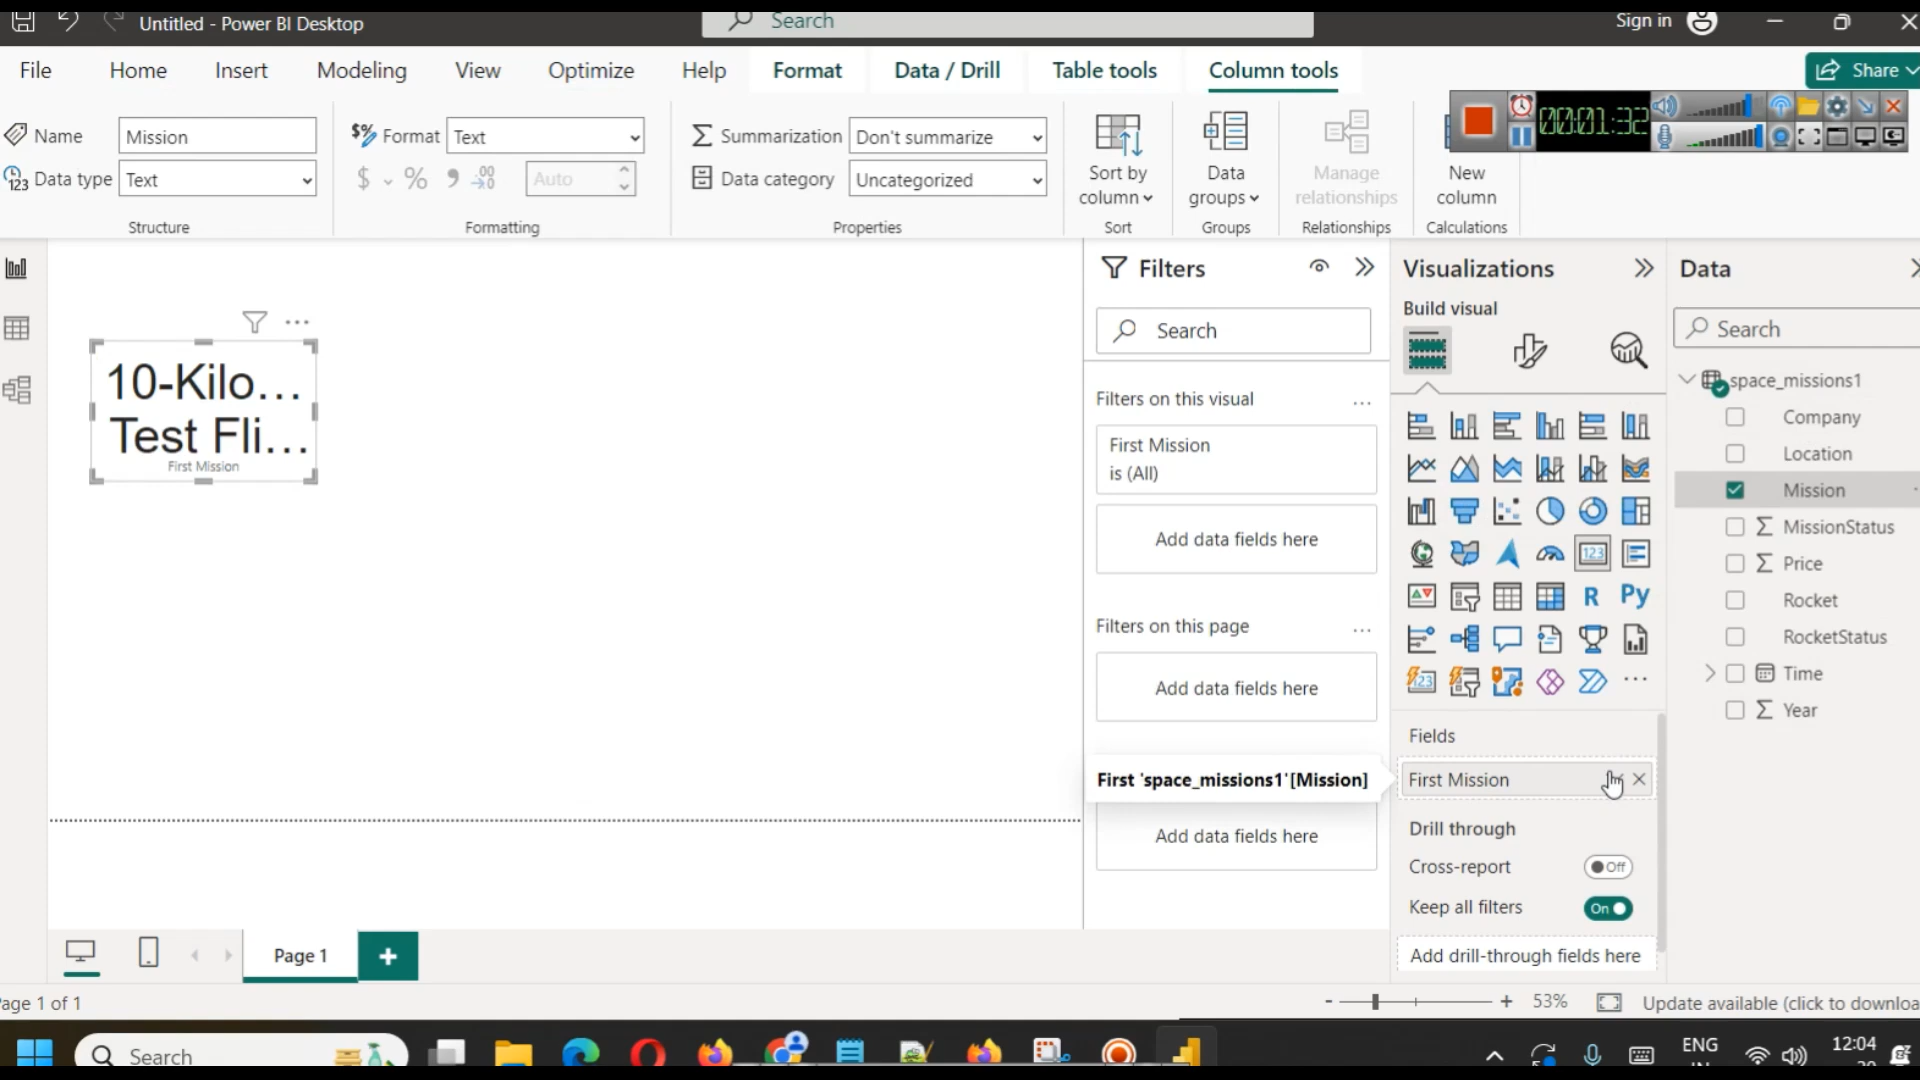 Untitled - Power BI Desktop
Search
Sign in
File
Home
Insert
Modeling
View
Optimize
Help
Format
Data / Drill
Table tools
Column tools
Share
Name
Mission
Data type
Text
Structure
Format
Text
$
%
Auto
Formatting
Summarization
Don't summarize
Data category
Uncategorized
Properties
Sort by
column
Sort
Data
groups
Groups
Manage
relationships
Relationships
New
column
Calculations
00:01:32
10-Kilo...
Test Fli...
First Mission
Filters
Search
Filters on this visual
First Mission
is (All)
Add data fields here
Filters on this page
Add data fields here
First 'space_missions1'[Mission]
Add data fields here
Visualizations
Build visual
123
R
Py
123
Fields
First Mission
Drill through
Cross-report
Off
Keep all filters
On
Add drill-through fields here
Data
Search
space_missions1
Company
Location
Mission
MissionStatus
Price
Rocket
RocketStatus
Time
Year
Page 1
age 1 of 1
53%
Update available (click to downloa
Search
ENG
12:04